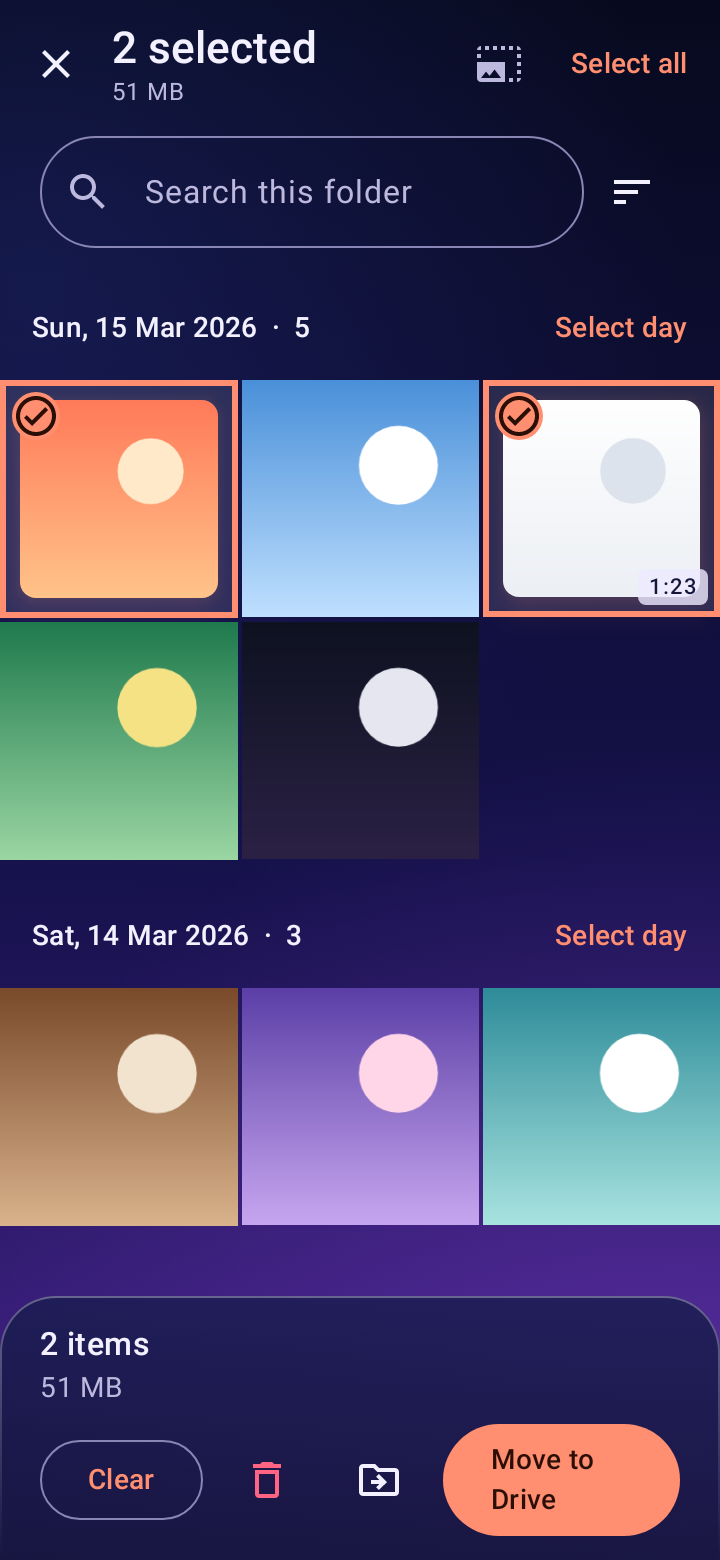 2 selected
51 MB
Select all
Search this folder
Sun, 15 Mar 2026 · 5
Select day
1:23
Sat, 14 Mar 2026 · 3
Select day
2 items
51 MB
Clear
Move to
Drive